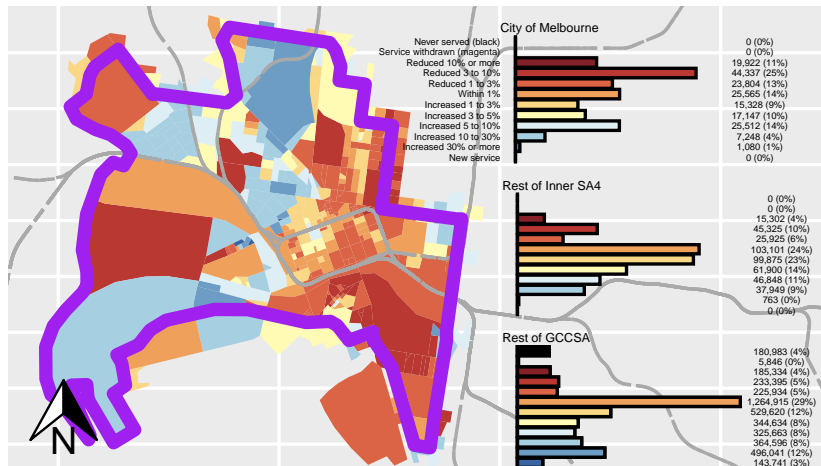 City of Melbourne
Never served (black) 0 (0%)
Service withdrawn (magenta) 0 (0%)
Reduced 10% or more 19,922 (11%)
Reduced 3 to 10% 44,337 (25%)
Reduced 1 to 3% 23,804 (13%)
Within 1% 25,565 (14%)
Increased 1 to 3% 15,328 (9%)
Increased 3 to 5% 17,147 (10%)
Increased 5 to 10% 25,512 (14%)
Increased 10 to 30% 7,248 (4%)
Increased 30% or more 1,080 (1%)
New service 0 (0%)
Rest of Inner SA4
0 (0%)
0 (0%)
15,302 (4%)
45,325 (10%)
25,925 (6%)
103,101 (24%)
99,875 (23%)
61,900 (14%)
46,848 (11%)
37,949 (9%)
763 (0%)
0 (0%)
Rest of GCCSA
180,983 (4%)
5,846 (0%)
185,334 (4%)
233,395 (5%)
225,934 (5%)
1,264,915 (29%)
529,620 (12%)
344,634 (8%)
325,663 (8%)
364,596 (8%)
496,041 (12%)
143,741 (3%)
N